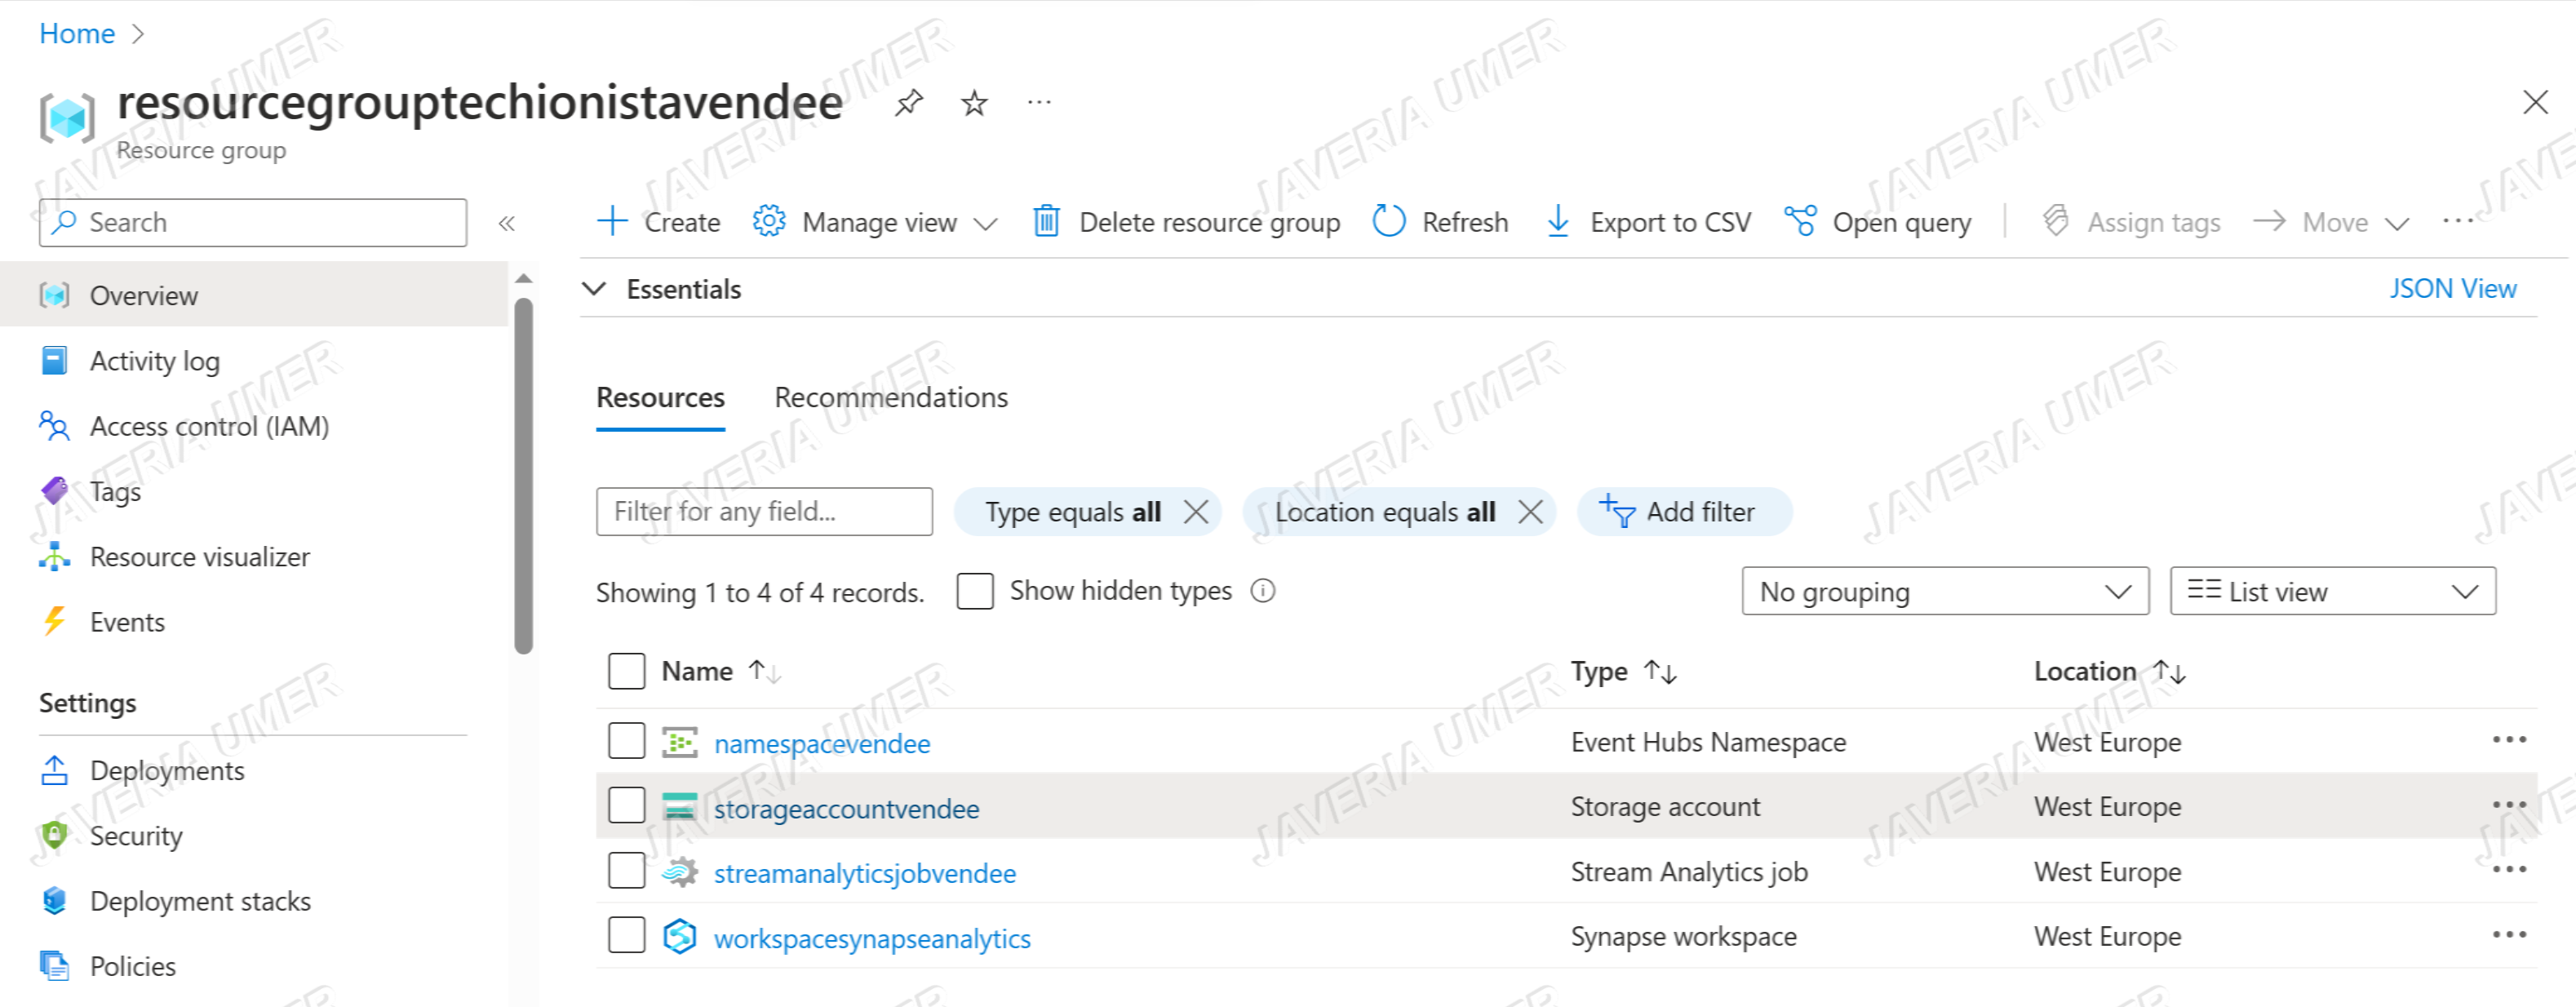 Home
resourcegrouptechionistavendee
Resource group
Search
Create
Manage view
Delete resource group
Refresh
Export to CSV
Open query
Assign tags
Move
Overview
Activity log
Access control (IAM)
Tags
Resource visualizer
Events
Settings
Deployments
Security
Deployment stacks
Policies
Essentials
JSON View
Resources
Recommendations
Filter for any field...
Type equals all
Location equals all
Add filter
Showing 1 to 4 of 4 records.
Show hidden types
No grouping
List view
Name Type Location
namespacevendee Event Hubs Namespace West Europe
storageaccountvendee Storage account West Europe
streamanalyticsjobvendee Stream Analytics job West Europe
workspacesynapseanalytics Synapse workspace West Europe
JAVERIA UMER